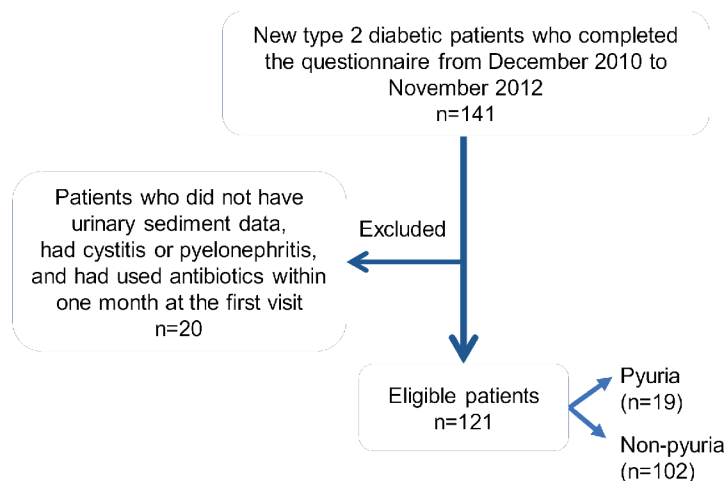 New type 2 diabetic patients who completed
the questionnaire from December 2010 to
November 2012
n=141
Patients who did not have
urinary sediment data,
had cystitis or pyelonephritis,
and had used antibiotics within
one month at the first visit
n=20
Excluded
Eligible patients
n=121
Pyuria
(n=19)
Non-pyuria
(n=102)